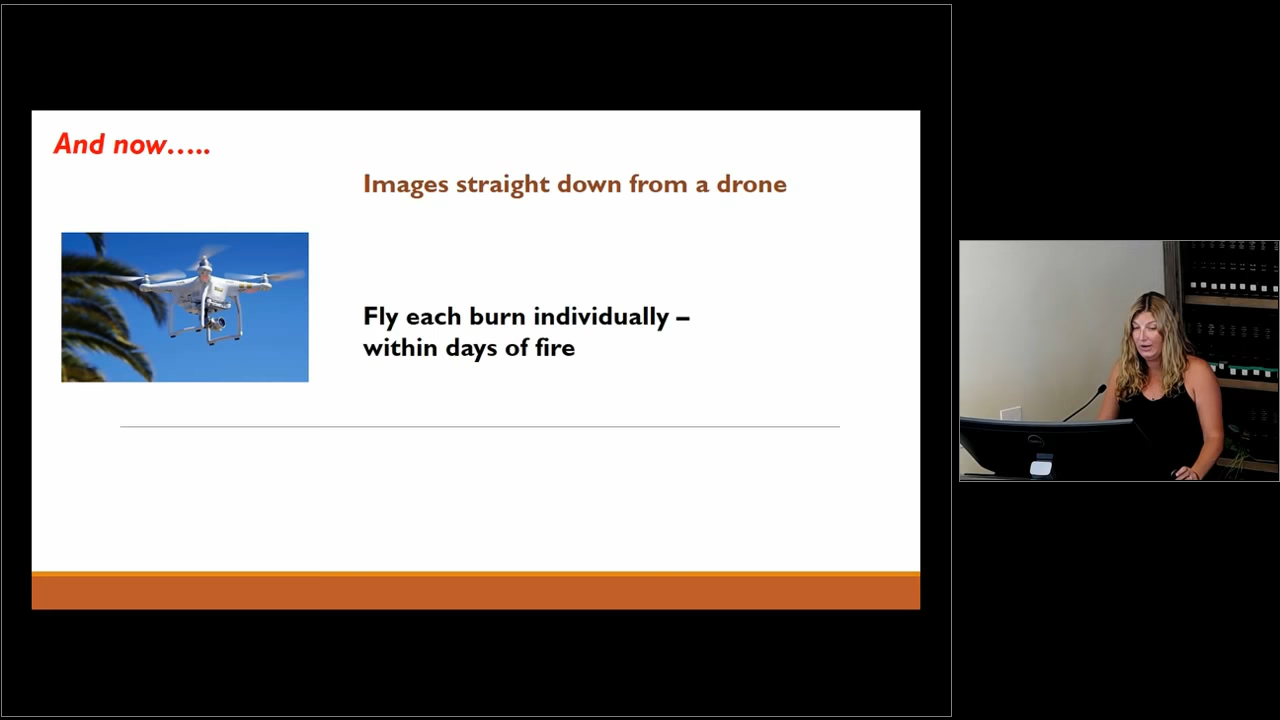 And now…..
Images straight down from a drone
Fly each burn individually –
within days of fire